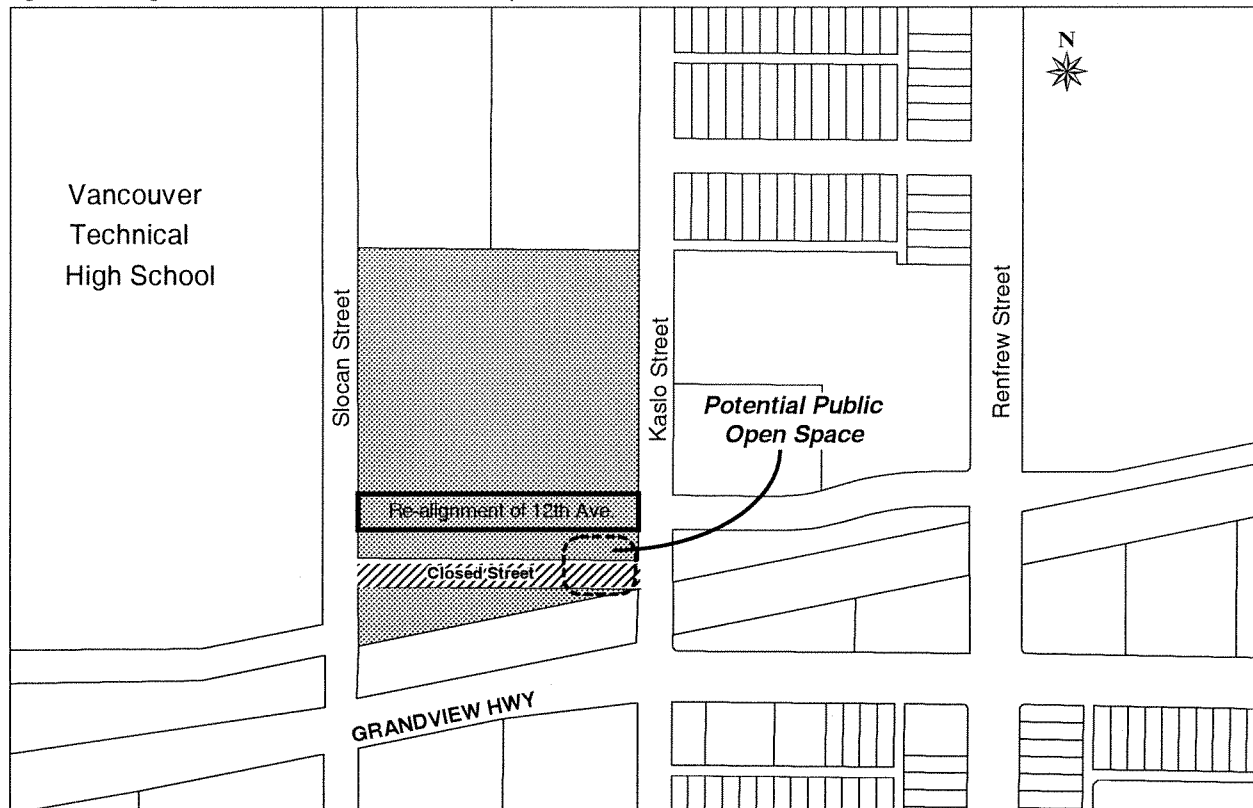 N
Vancouver
Technical
High School
Slocan Street
Kaslo Street
Renfrew Street
Potential Public
Open Space
Re-alignment of 12th Ave.
Closed Street
GRANDVIEW HWY